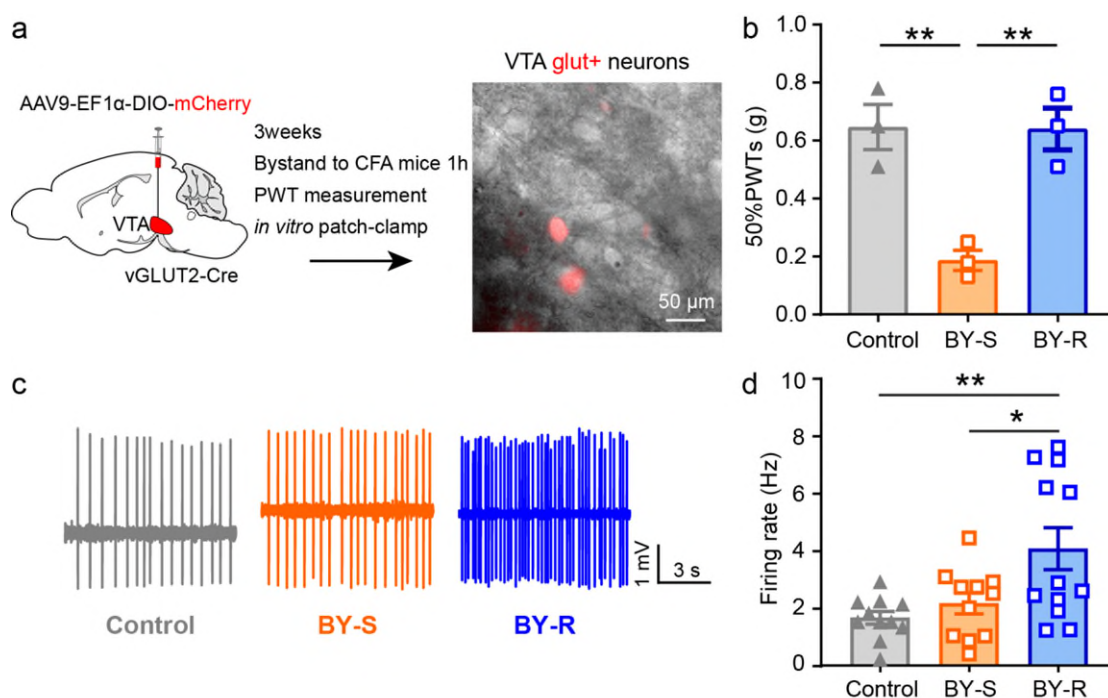 a
AAV9-EF1α-DIO-mCherry
VTA
vGLUT2-Cre
3weeks
Bystand to CFA mice 1h
PWT measurement
in vitro patch-clamp
VTA glut+ neurons
50 μm
b
50%PWTs (g)
1.0
0.8
0.6
0.4
0.2
0.0
**
**
Control
BY-S
BY-R
c
Control
BY-S
BY-R
1 mV
3 s
d
Firing rate (Hz)
10
8
6
4
2
0
**
*
Control
BY-S
BY-R